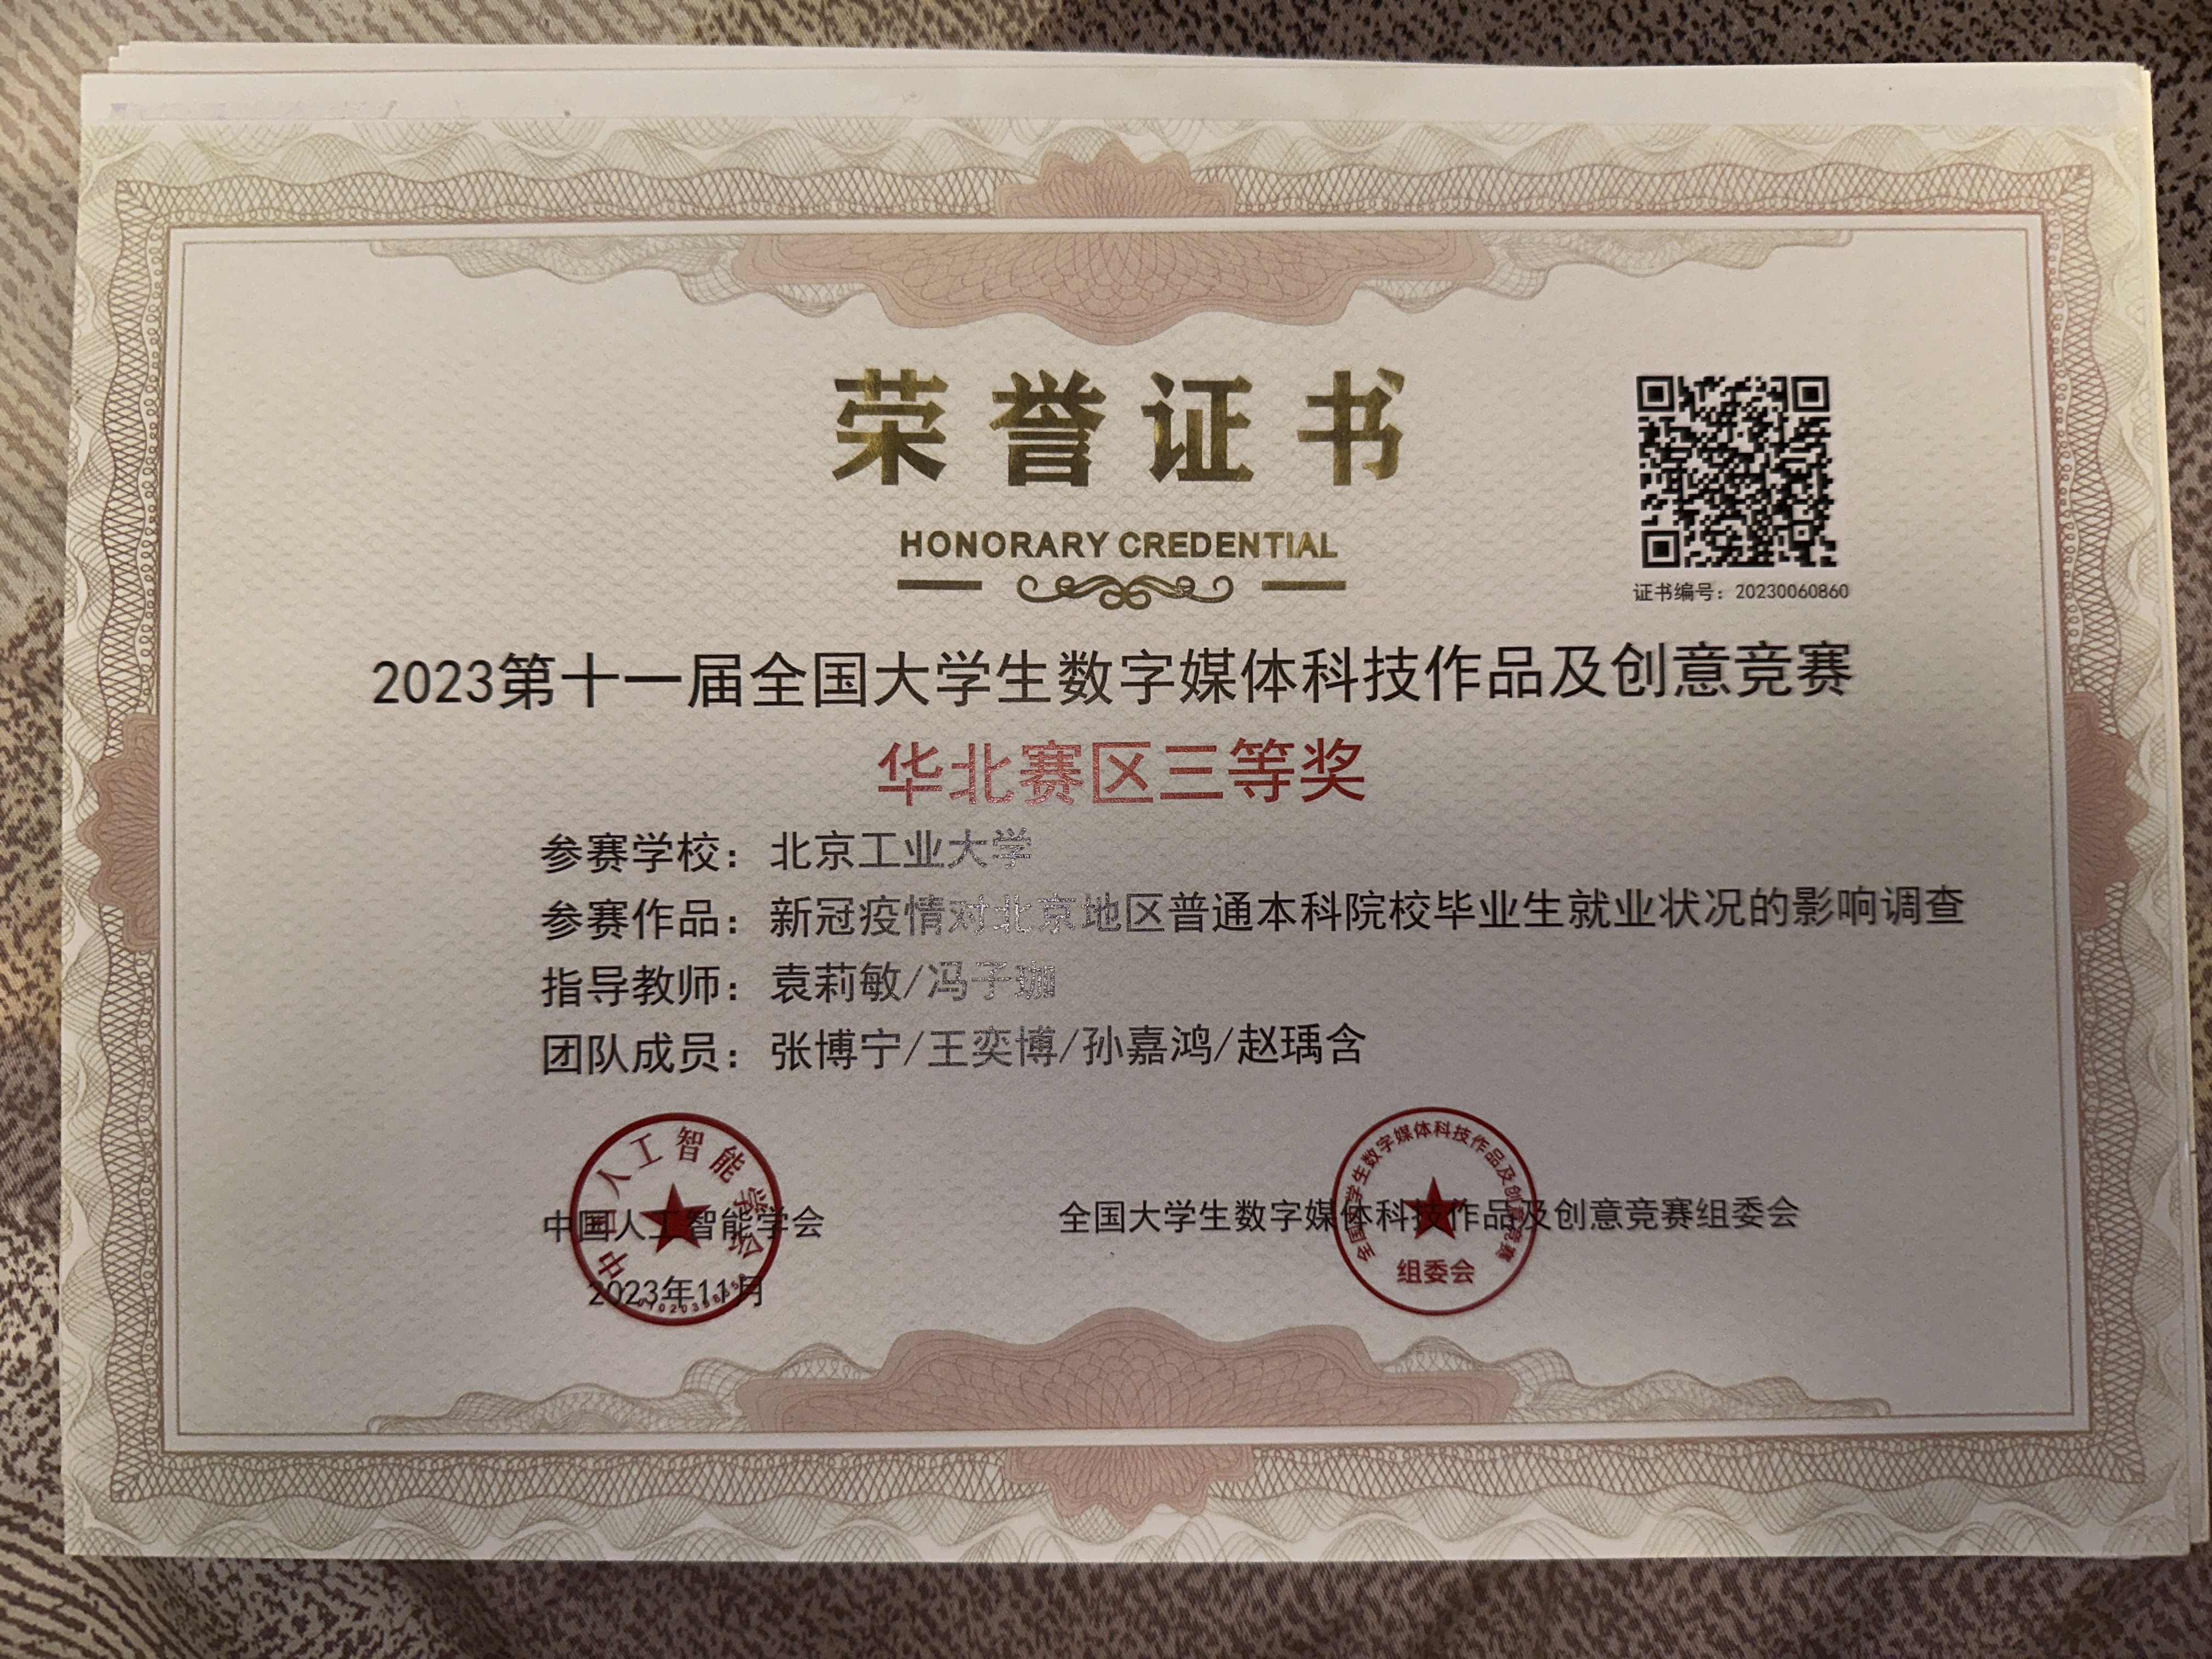 荣誉证书
HONORARY CREDENTIAL
证书编号：20230060860
2023第十一届全国大学生数字媒体科技作品及创意竞赛
华北赛区三等奖
参赛学校：北京工业大学
参赛作品：新冠疫情对北京地区普通本科院校毕业生就业状况的影响调查
指导教师：袁莉敏/冯子珈
团队成员：张博宁/王奕博/孙嘉鸿/赵瑀含
中国人工智能学会
中国人工智能学会
2023年11月
全国大学生数字媒体科技作品及创意竞赛组委会
全国大学生数字媒体科技作品及创意竞赛
组委会